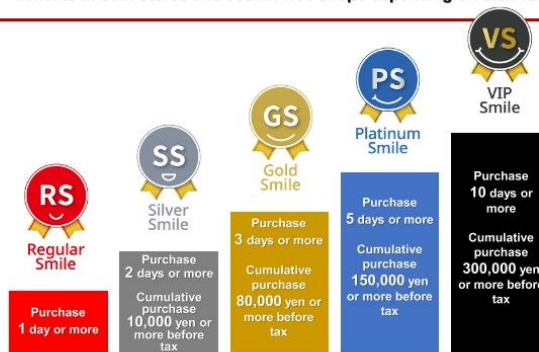 RS
Regular
Smile
Purchase
1 day or more
SS
Silver
Smile
Purchase
2 days or more
Cumulative
purchase
10,000 yen or
more before
tax
GS
Gold
Smile
Purchase
3 days or more
Cumulative
purchase
80,000 yen or
more before
tax
PS
Platinum
Smile
Purchase
5 days or more
Cumulative
purchase
150,000 yen
or more before
tax
VS
VIP
Smile
Purchase
10 days or
more
Cumulative
purchase
300,000 yen
or more before
tax